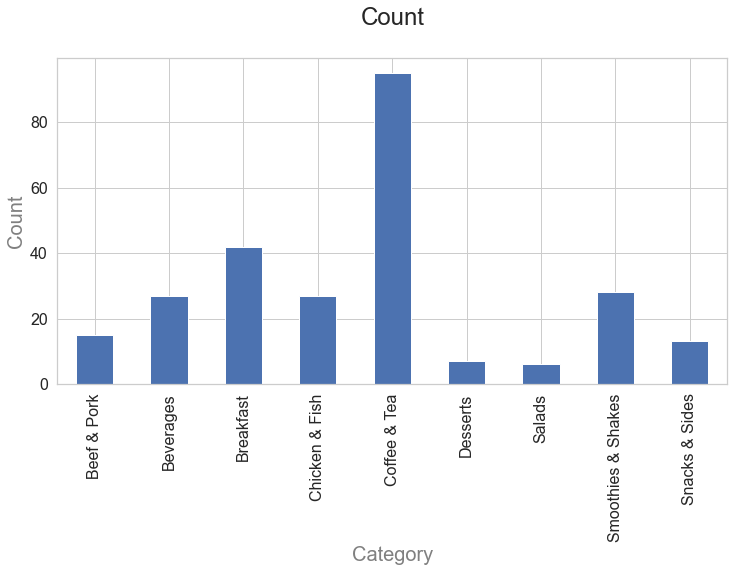 Count
Count
80
60
40
20
0
Beef & Pork
Beverages
Breakfast
Chicken & Fish
Coffee & Tea
Desserts
Salads
Smoothies & Shakes
Snacks & Sides
Category